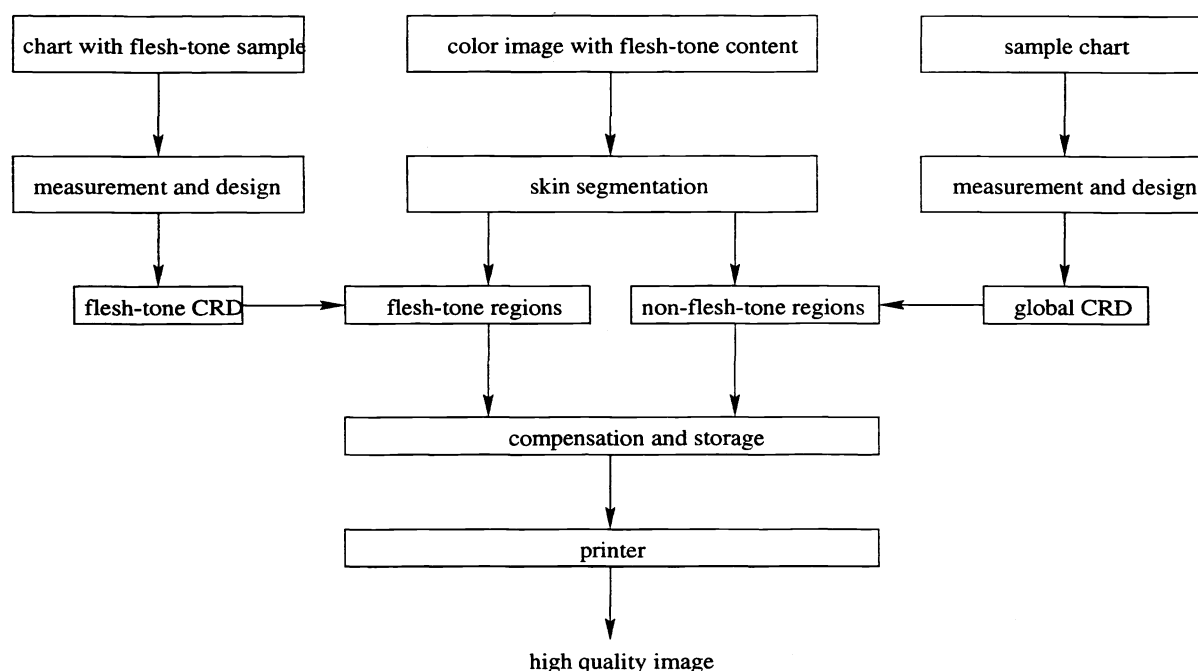 chart with flesh-tone sample
color image with flesh-tone content
sample chart
measurement and design
skin segmentation
measurement and design
flesh-tone CRD
flesh-tone regions
non-flesh-tone regions
global CRD
compensation and storage
printer
high quality image